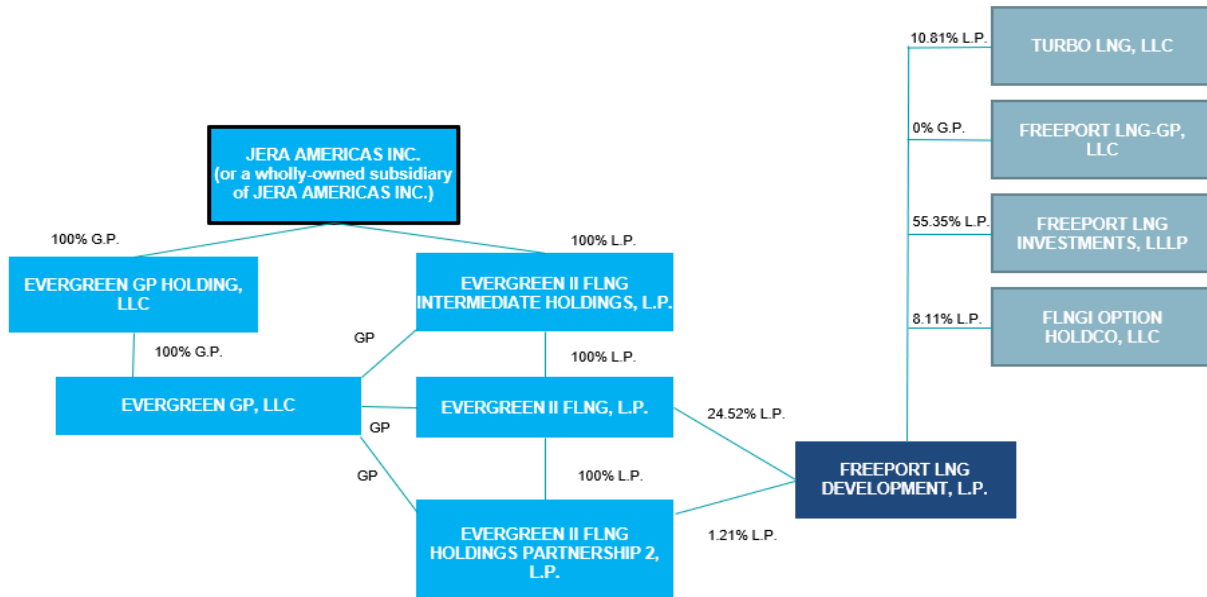 10.81% L.P.
TURBO LNG, LLC
0% G.P.
FREEPORT LNG-GP,
LLC
JERA AMERICAS INC.
(or a wholly-owned subsidiary
of JERA AMERICAS INC.)
55.35% L.P.
FREEPORT LNG
INVESTMENTS, LLLP
100% G.P.
100% L.P.
EVERGREEN GP HOLDING,
LLC
EVERGREEN II FLNG
INTERMEDIATE HOLDINGS, L.P.
8.11% L.P.
FLNGI OPTION
HOLDCO, LLC
100% G.P.
GP
100% L.P.
EVERGREEN GP, LLC
EVERGREEN II FLNG, L.P.
24.52% L.P.
GP
GP
100% L.P.
FREEPORT LNG
DEVELOPMENT, L.P.
EVERGREEN II FLNG
HOLDINGS PARTNERSHIP 2,
L.P.
1.21% L.P.